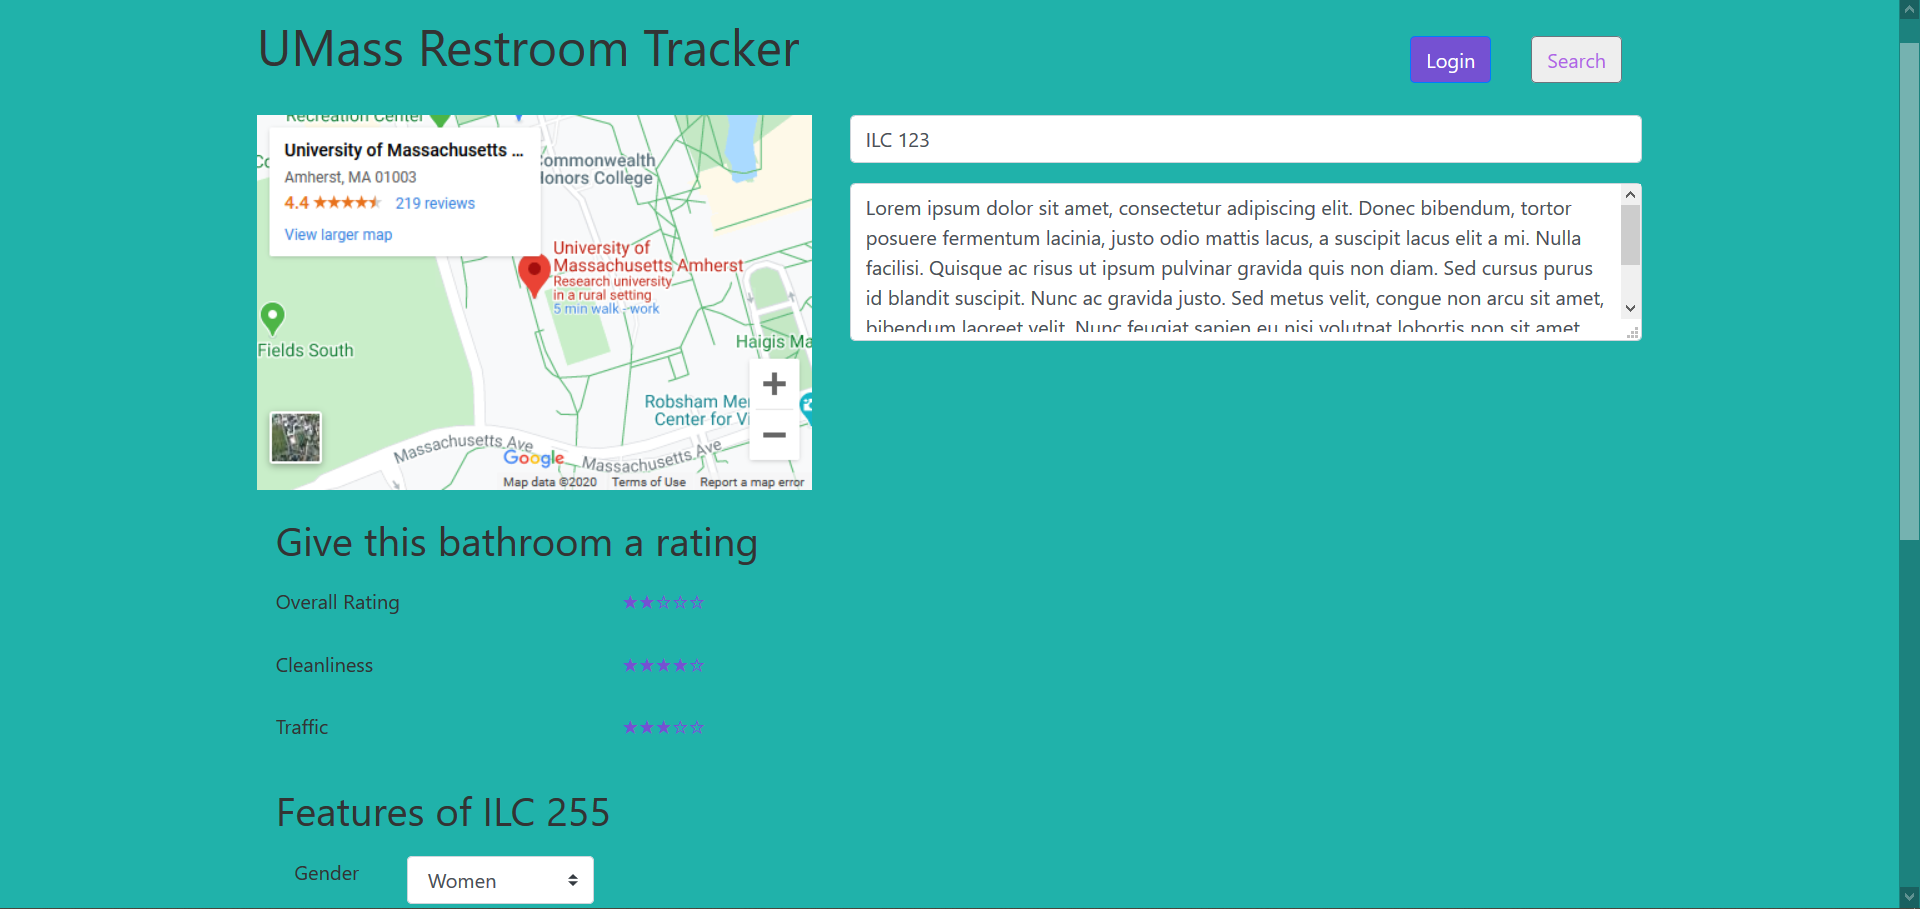 UMass Restroom Tracker
Login
Search
Recreation Center
University of Massachusetts ...
Amherst, MA 01003
4.4
219 reviews
View larger map
Commonwealth
Honors College
University of
Massachusetts Amherst
Research university
in a rural setting
5 min walk - work
Fields South
Haigis Ma
Robsham Me
Center for Vi
Massachusetts Ave
Massachusetts Ave
Google
Map data ©2020
Terms of Use
Report a map error
ILC 123
Lorem ipsum dolor sit amet, consectetur adipiscing elit. Donec bibendum, tortor
posuere fermentum lacinia, justo odio mattis lacus, a suscipit lacus elit a mi. Nulla
facilisi. Quisque ac risus ut ipsum pulvinar gravida quis non diam. Sed cursus purus
id blandit suscipit. Nunc ac gravida justo. Sed metus velit, congue non arcu sit amet,
bibendum laoreet velit. Nunc feugiat sapien eu nisi volutpat lobortis non sit amet
Give this bathroom a rating
Overall Rating ★★☆☆☆
Cleanliness ★★★★☆
Traffic ★★★☆☆
Features of ILC 255
Gender
Women